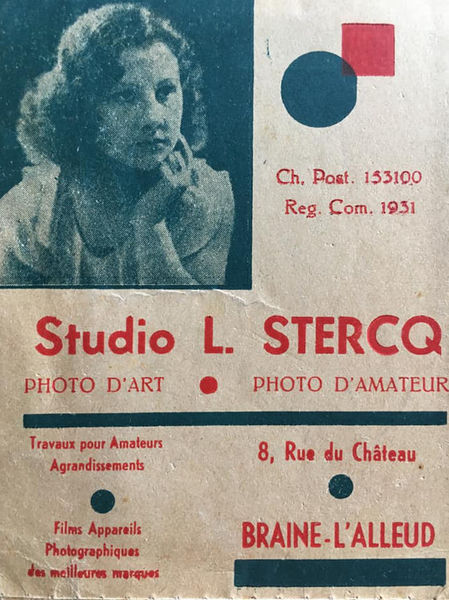 Ch. Post. 153100
Reg. Com. 1931
Studio L. STERCQ
PHOTO D'ART ● PHOTO D'AMATEUR
Travaux pour Amateurs
Agrandissements
8, Rue du Château
Films Appareils
Photographiques
des meilleures marques
BRAINE-L'ALLEUD